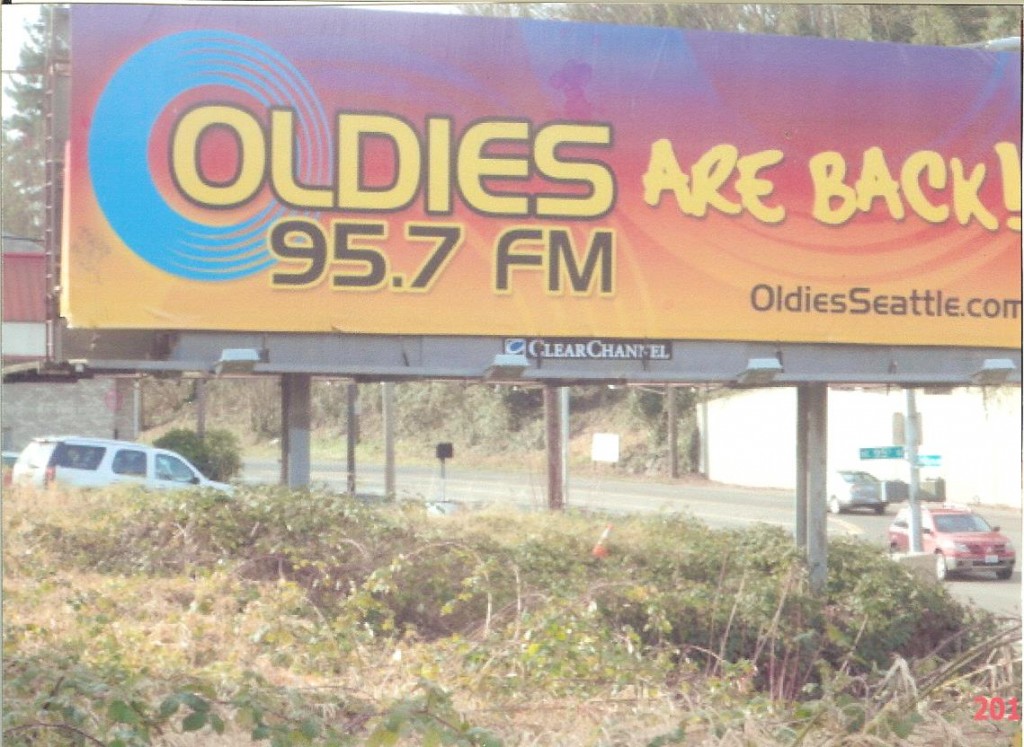 OLDIES
95.7 FM
ARE BACK!
OldiesSeattle.com
CLEARCHANNEL
201